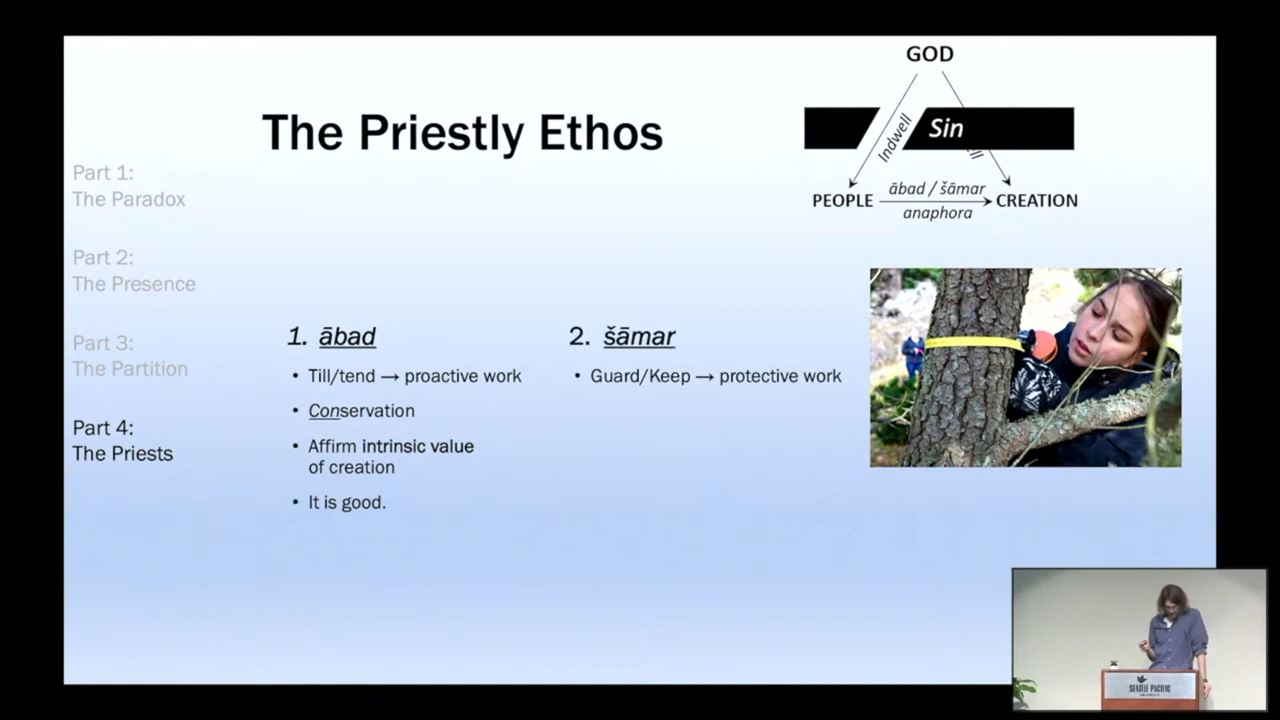 GOD
The Priestly Ethos
Sin
Indwell
Part 1:
The Paradox
ābad / šāmar
PEOPLE
CREATION
anaphora
Part 2:
The Presence
1. ābad
2. šāmar
Part 3:
The Partition
• Till/tend → proactive work
• Guard/Keep → protective work
• Conservation
Part 4:
The Priests
• Affirm intrinsic value
of creation
• It is good.
SEATTLE PACIFIC
UNIVERSITY